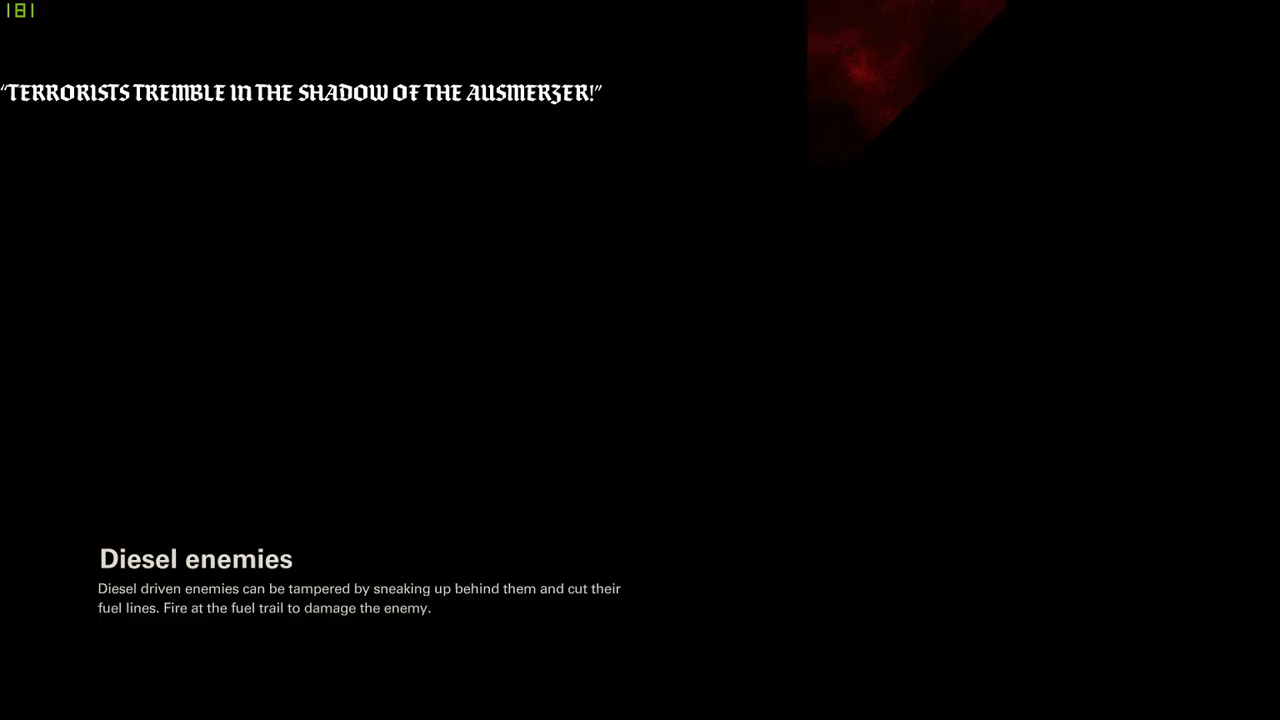 181
“TERRORISTS TREMBLE IN THE SHADOW OF THE AUSMERZER!”
Diesel enemies
Diesel driven enemies can be tampered by sneaking up behind them and cut their
fuel lines. Fire at the fuel trail to damage the enemy.